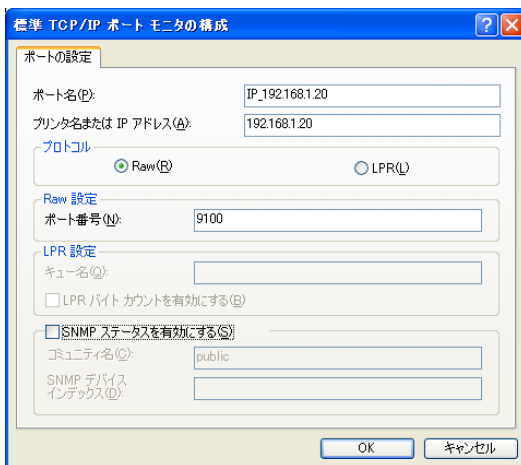 標準 TCP/IP ポート モニタの構成
ポートの設定
ポート名(P):
IP_192.168.1.20
プリンタ名または IP アドレス(A):
192.168.1.20
プロトコル
Raw(R)
LPR(L)
Raw 設定
ポート番号(N):
9100
LPR 設定
キュー名(Q):
LPR バイト カウントを有効にする(B)
SNMP ステータスを有効にする(S)
コミュニティ名(C):
public
SNMP デバイス
インデックス(D):
OK
キャンセル